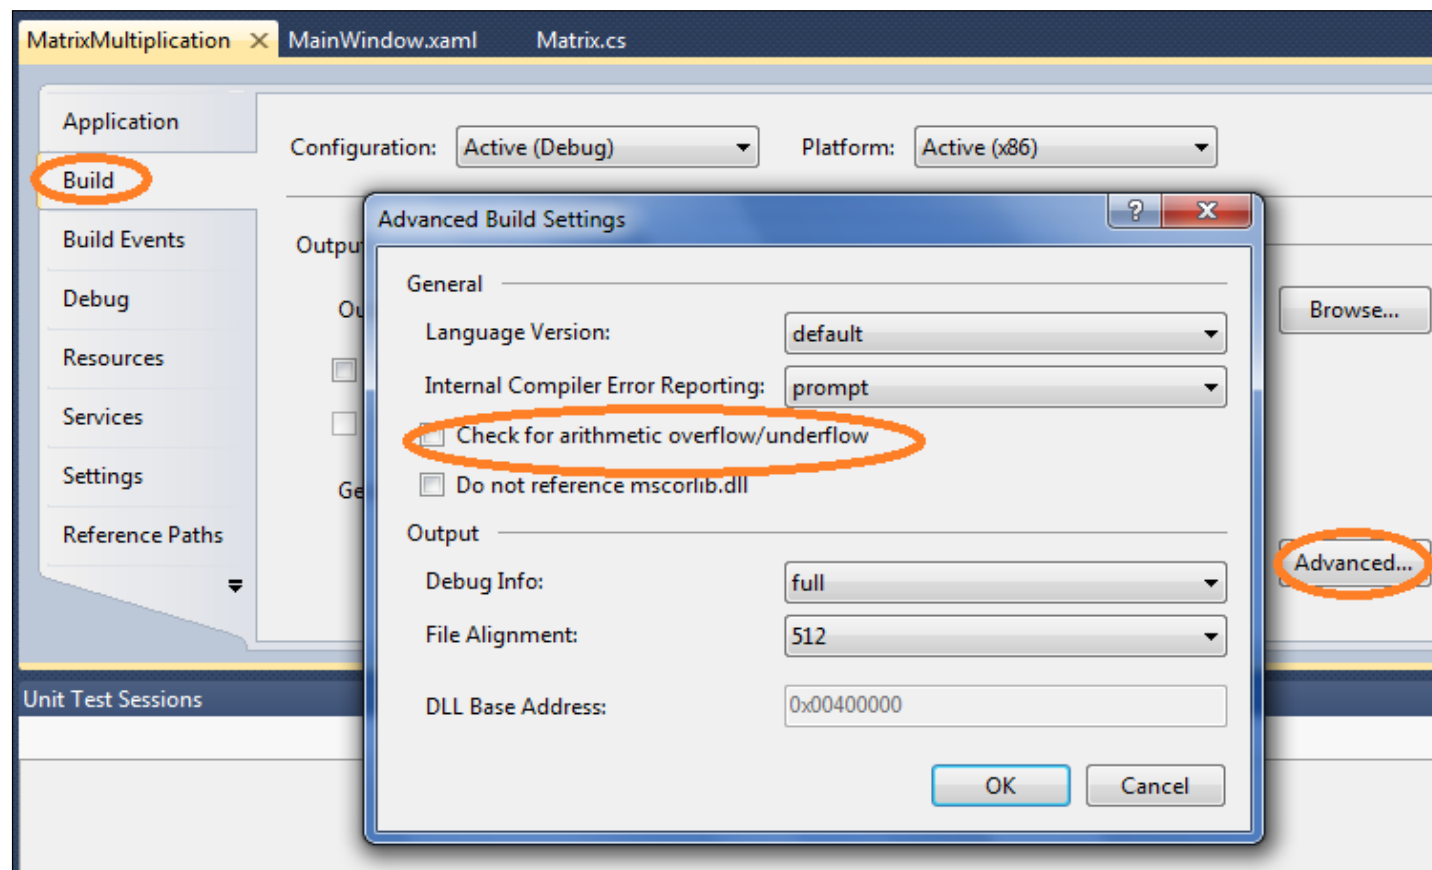 MatrixMultiplication MainWindow.xaml Matrix.cs
Application
Configuration: Active (Debug) Platform: Active (x86)
Build
Advanced Build Settings
Build Events
General
Debug
Language Version: default
Browse...
Resources
Internal Compiler Error Reporting: prompt
Services
Check for arithmetic overflow/underflow
Settings
Do not reference mscorlib.dll
Reference Paths
Output
Advanced...
Debug Info: full
File Alignment: 512
Unit Test Sessions
DLL Base Address: 0x00400000
OK Cancel